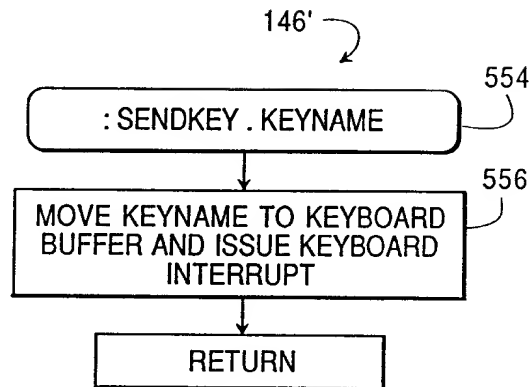 146'
554
: SENDKEY . KEYNAME
556
MOVE KEYNAME TO KEYBOARD
BUFFER AND ISSUE KEYBOARD
INTERRUPT
RETURN